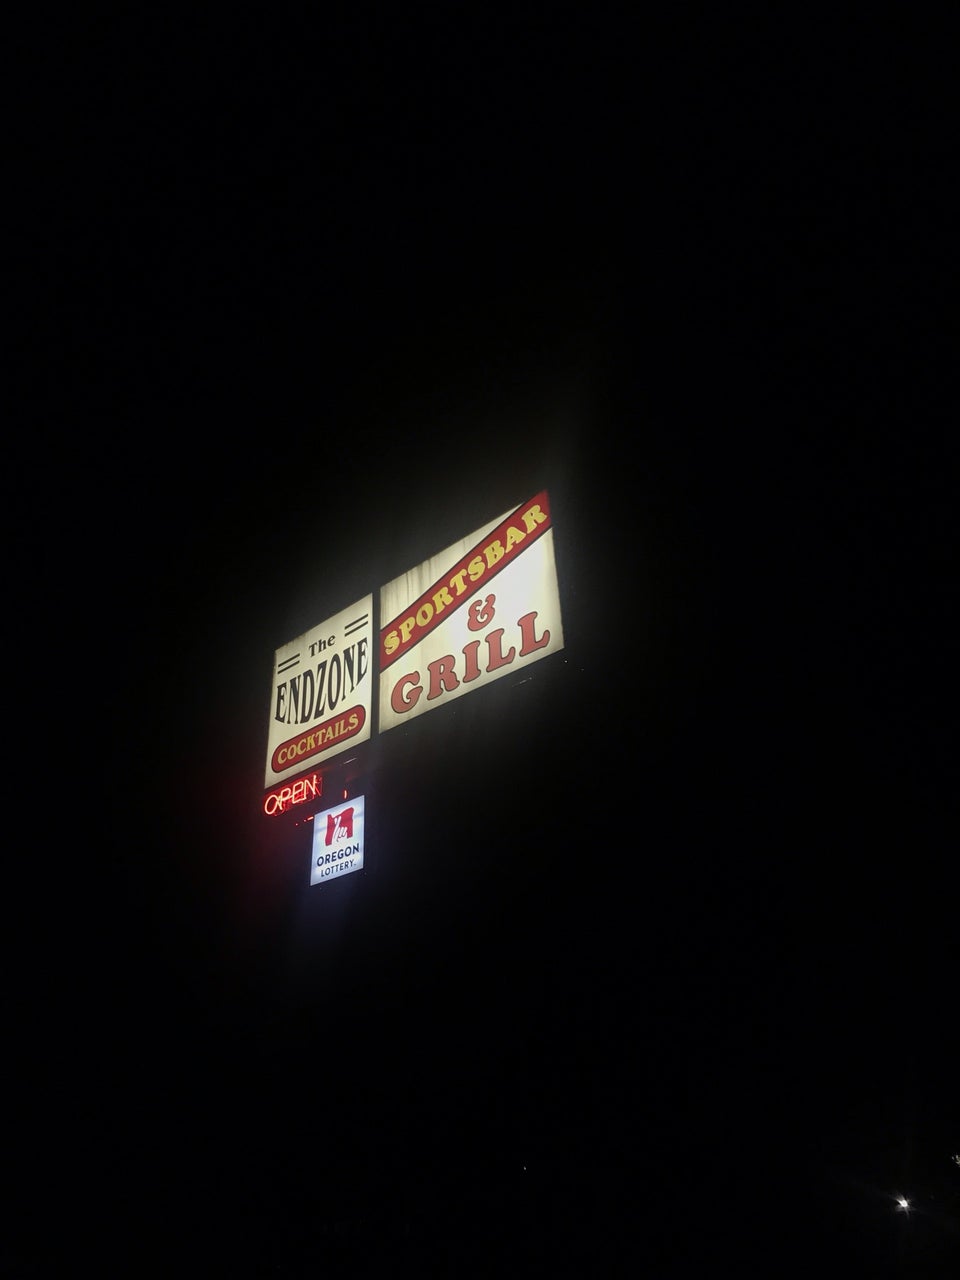 The
ENDZONE
COCKTAILS
SPORTSBAR
&
GRILL
OPEN
OREGON
LOTTERY.